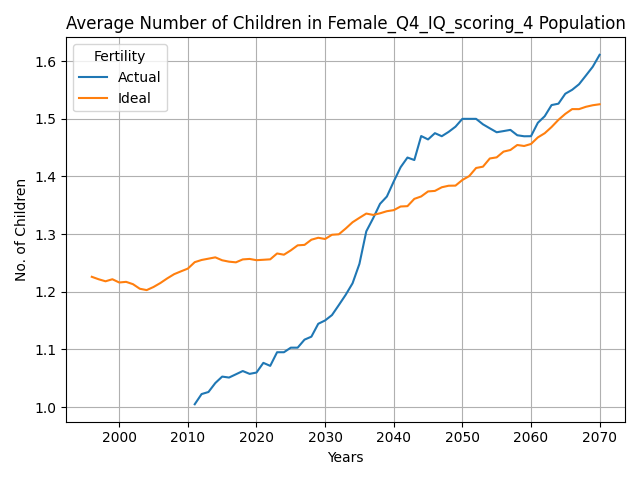 Average Number of Children in Female_Q4_IQ_scoring_4 Population
Fertility
Actual
Ideal
No. of Children
1.6
1.5
1.4
1.3
1.2
1.1
1.0
2000 2010 2020 2030 2040 2050 2060 2070
Years